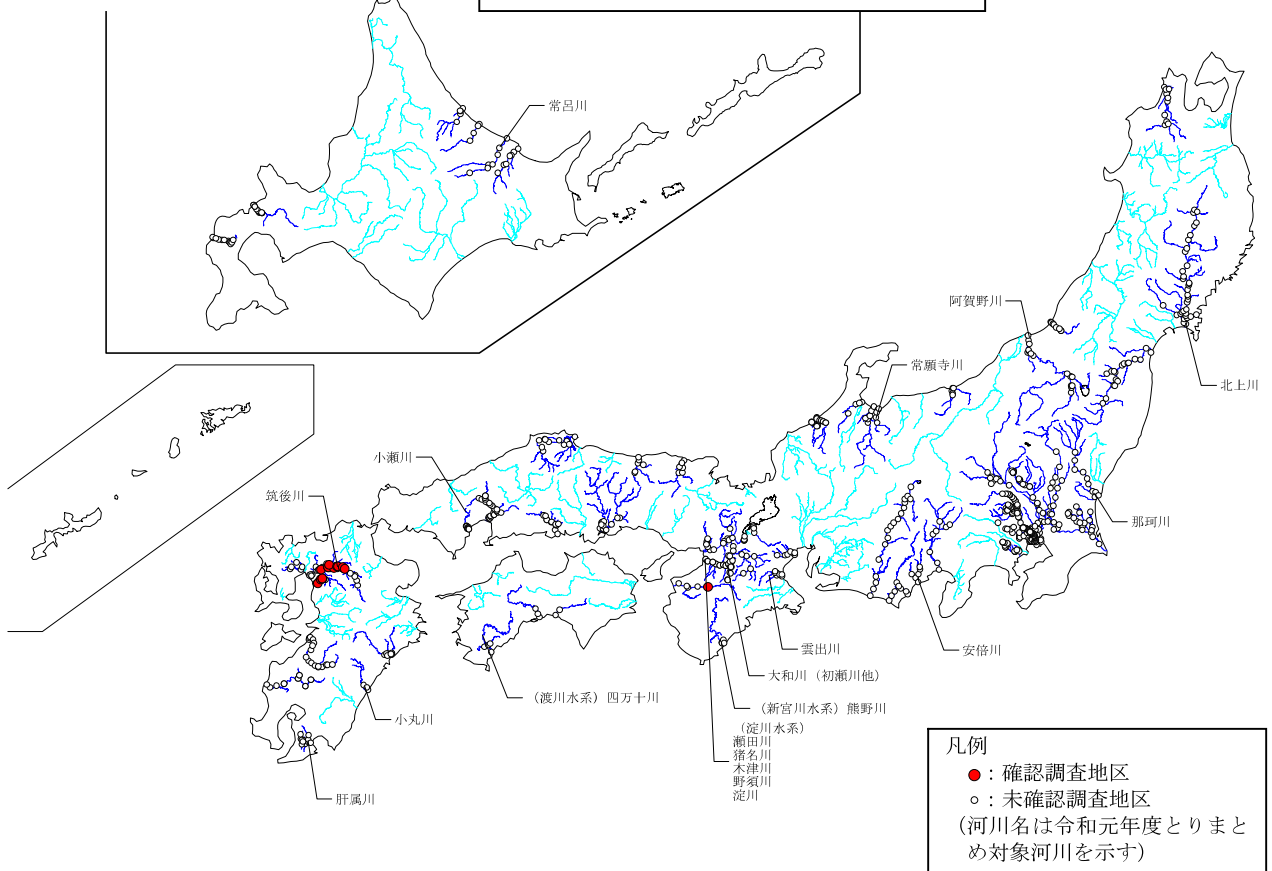 常呂川
阿賀野川
常願寺川
北上川
小瀬川
筑後川
那珂川
雲出川
安倍川
大和川（初瀬川他）
（渡川水系）四万十川
（新宮川水系）熊野川
小丸川
（淀川水系）
瀬田川
猪名川
木津川
野須川
淀川
肝属川
凡例
：確認調査地区
：未確認調査地区
（河川名は令和元年度とりまと
め対象河川を示す）